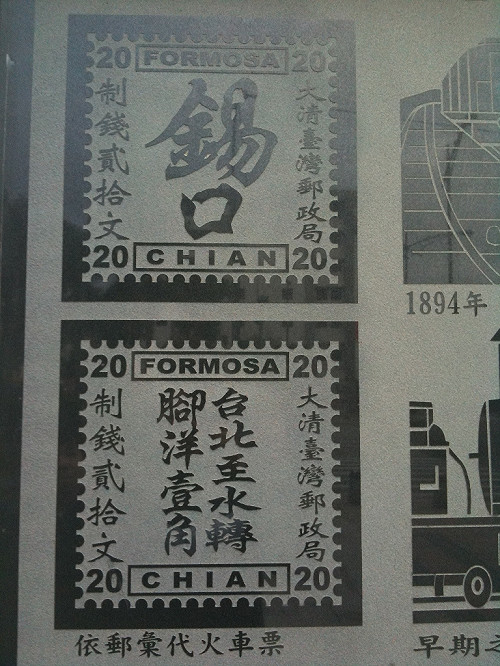 20 FORMOSA 20
大清臺灣郵政局
錫口
制錢貳拾文
20 CHIAN 20
1894年
20 FORMOSA 20
大清臺灣郵政局
台北至水轉
腳洋壹角
制錢貳拾文
20 CHIAN 20
依郵彙代火車票
早期